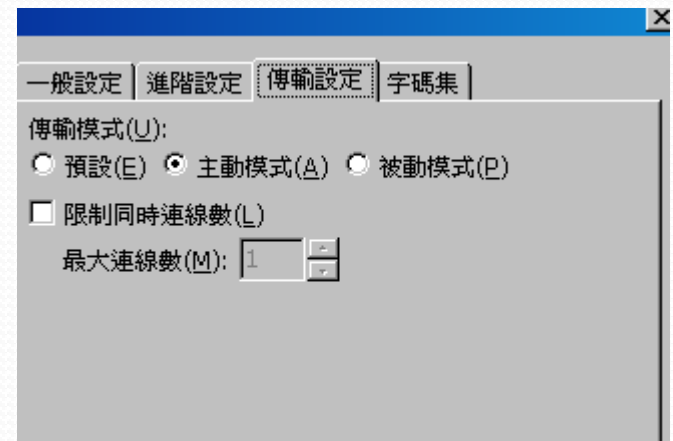 一般設定 進階設定 傳輸設定 字碼集
傳輸模式(U):
預設(E) 主動模式(A) 被動模式(P)
限制同時連線數(L)
最大連線數(M): 1